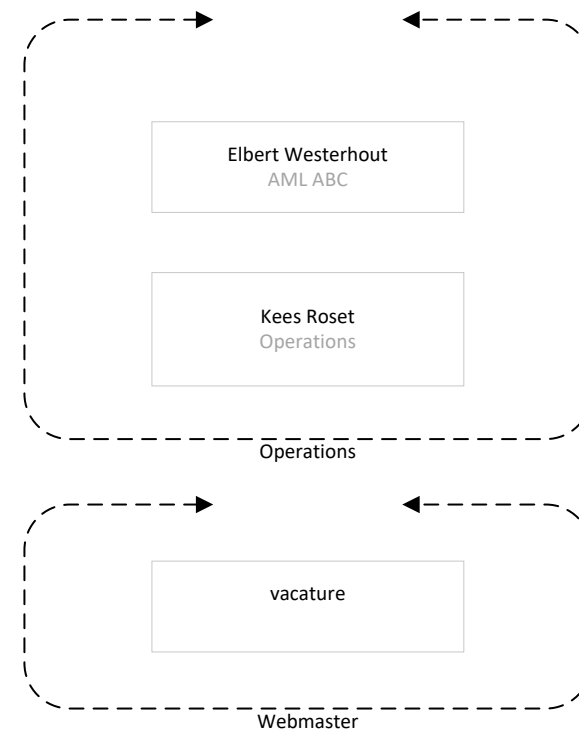 Elbert Westerhout
AML ABC
Kees Roset
Operations
Operations
vacature
Webmaster